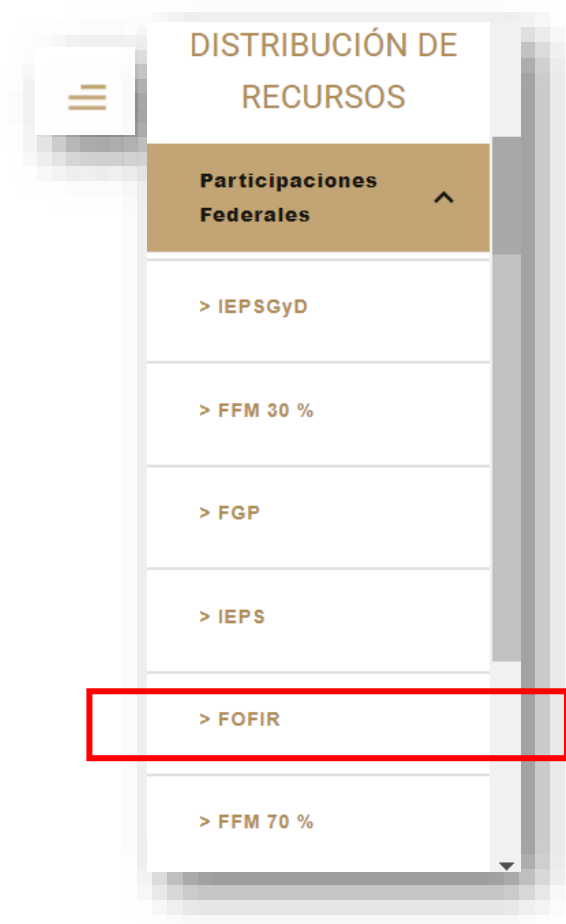 DISTRIBUCIÓN DE
RECURSOS
Participaciones
Federales
> IEPSGyD
> FFM 30 %
> FGP
> IEPS
> FOFIR
> FFM 70 %